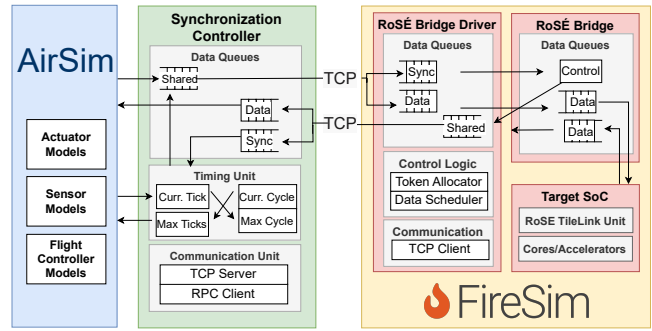 AirSim
Actuator
Models
Sensor
Models
Flight
Controller
Models
Synchronization
Controller
Data Queues
Shared
Data
Sync
Timing Unit
Curr. Tick
Curr. Cycle
Max Ticks
Max Cycle
Communication Unit
TCP Server
RPC Client
TCP
TCP
RoSÉ Bridge Driver
Data Queues
Sync
Data
Shared
Control Logic
Token Allocator
Data Scheduler
Communication
TCP Client
RoSÉ Bridge
Data Queues
Control
Data
Data
Target SoC
RoSE TileLink Unit
Cores/Accelerators
FireSim